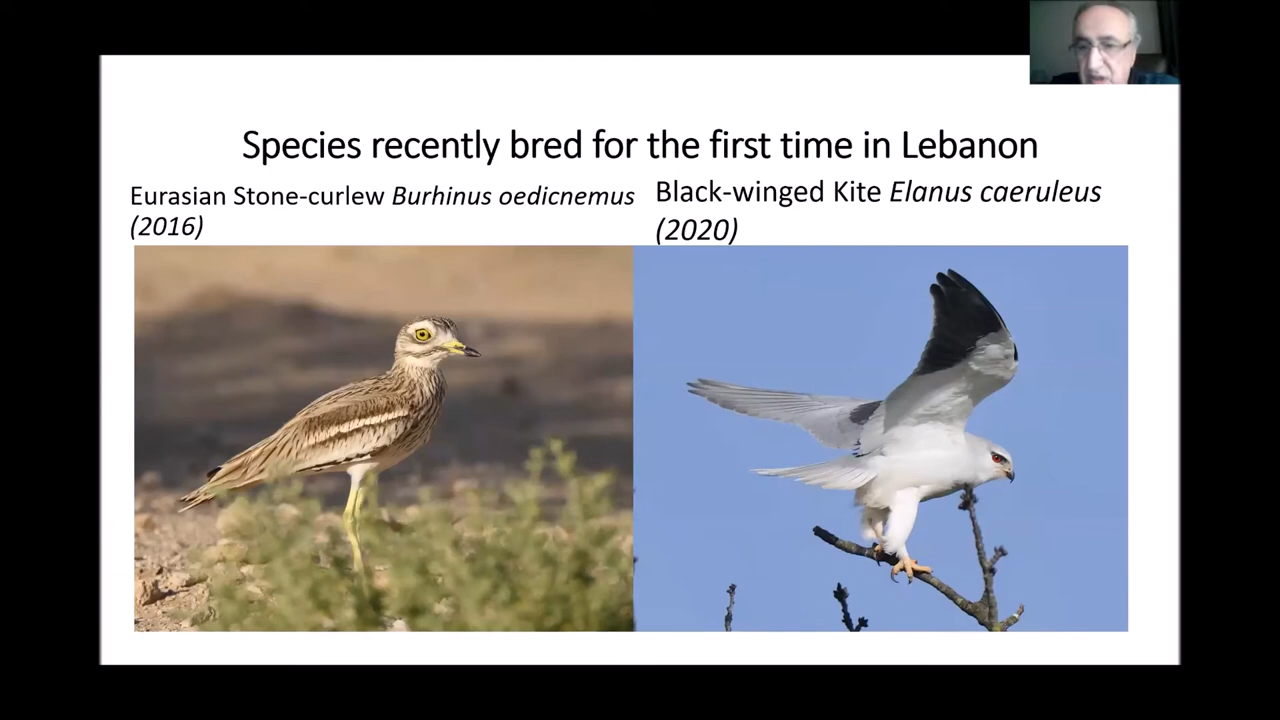 Species recently bred for the first time in Lebanon
Eurasian Stone-curlew Burhinus oedicnemus
(2016)
Black-winged Kite Elanus caeruleus
(2020)